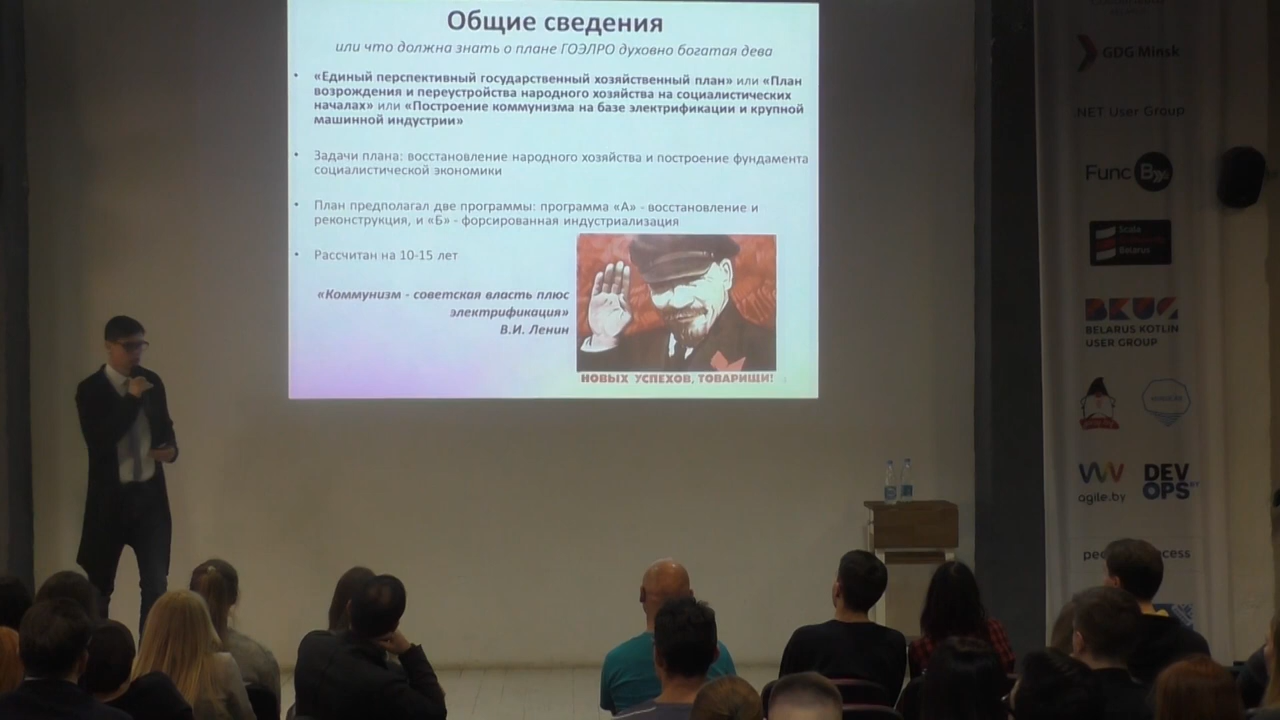 Общие сведения
или что должна знать о плане ГОЭЛРО духовно богатая дева
• «Единый перспективный государственный хозяйственный план» или «План
возрождения и переустройства народного хозяйства на социалистических
началах» или «Построение коммунизма на базе электрификации и крупной
машинной индустрии»
• Задачи плана: восстановление народного хозяйства и построение фундамента
социалистической экономики
• План предполагал две программы: программа «А» - восстановление и
реконструкция, и «Б» - форсированная индустриализация
• Рассчитан на 10-15 лет
«Коммунизм - советская власть плюс
электрификация»
В.И. Ленин
НОВЫХ УСПЕХОВ, ТОВАРИЩИ!
GDG Minsk
.NET User Group
Func
Scala
Belarus
BKUG
BELARUS KOTLIN
USER GROUP
agile.by
DEV
OPS